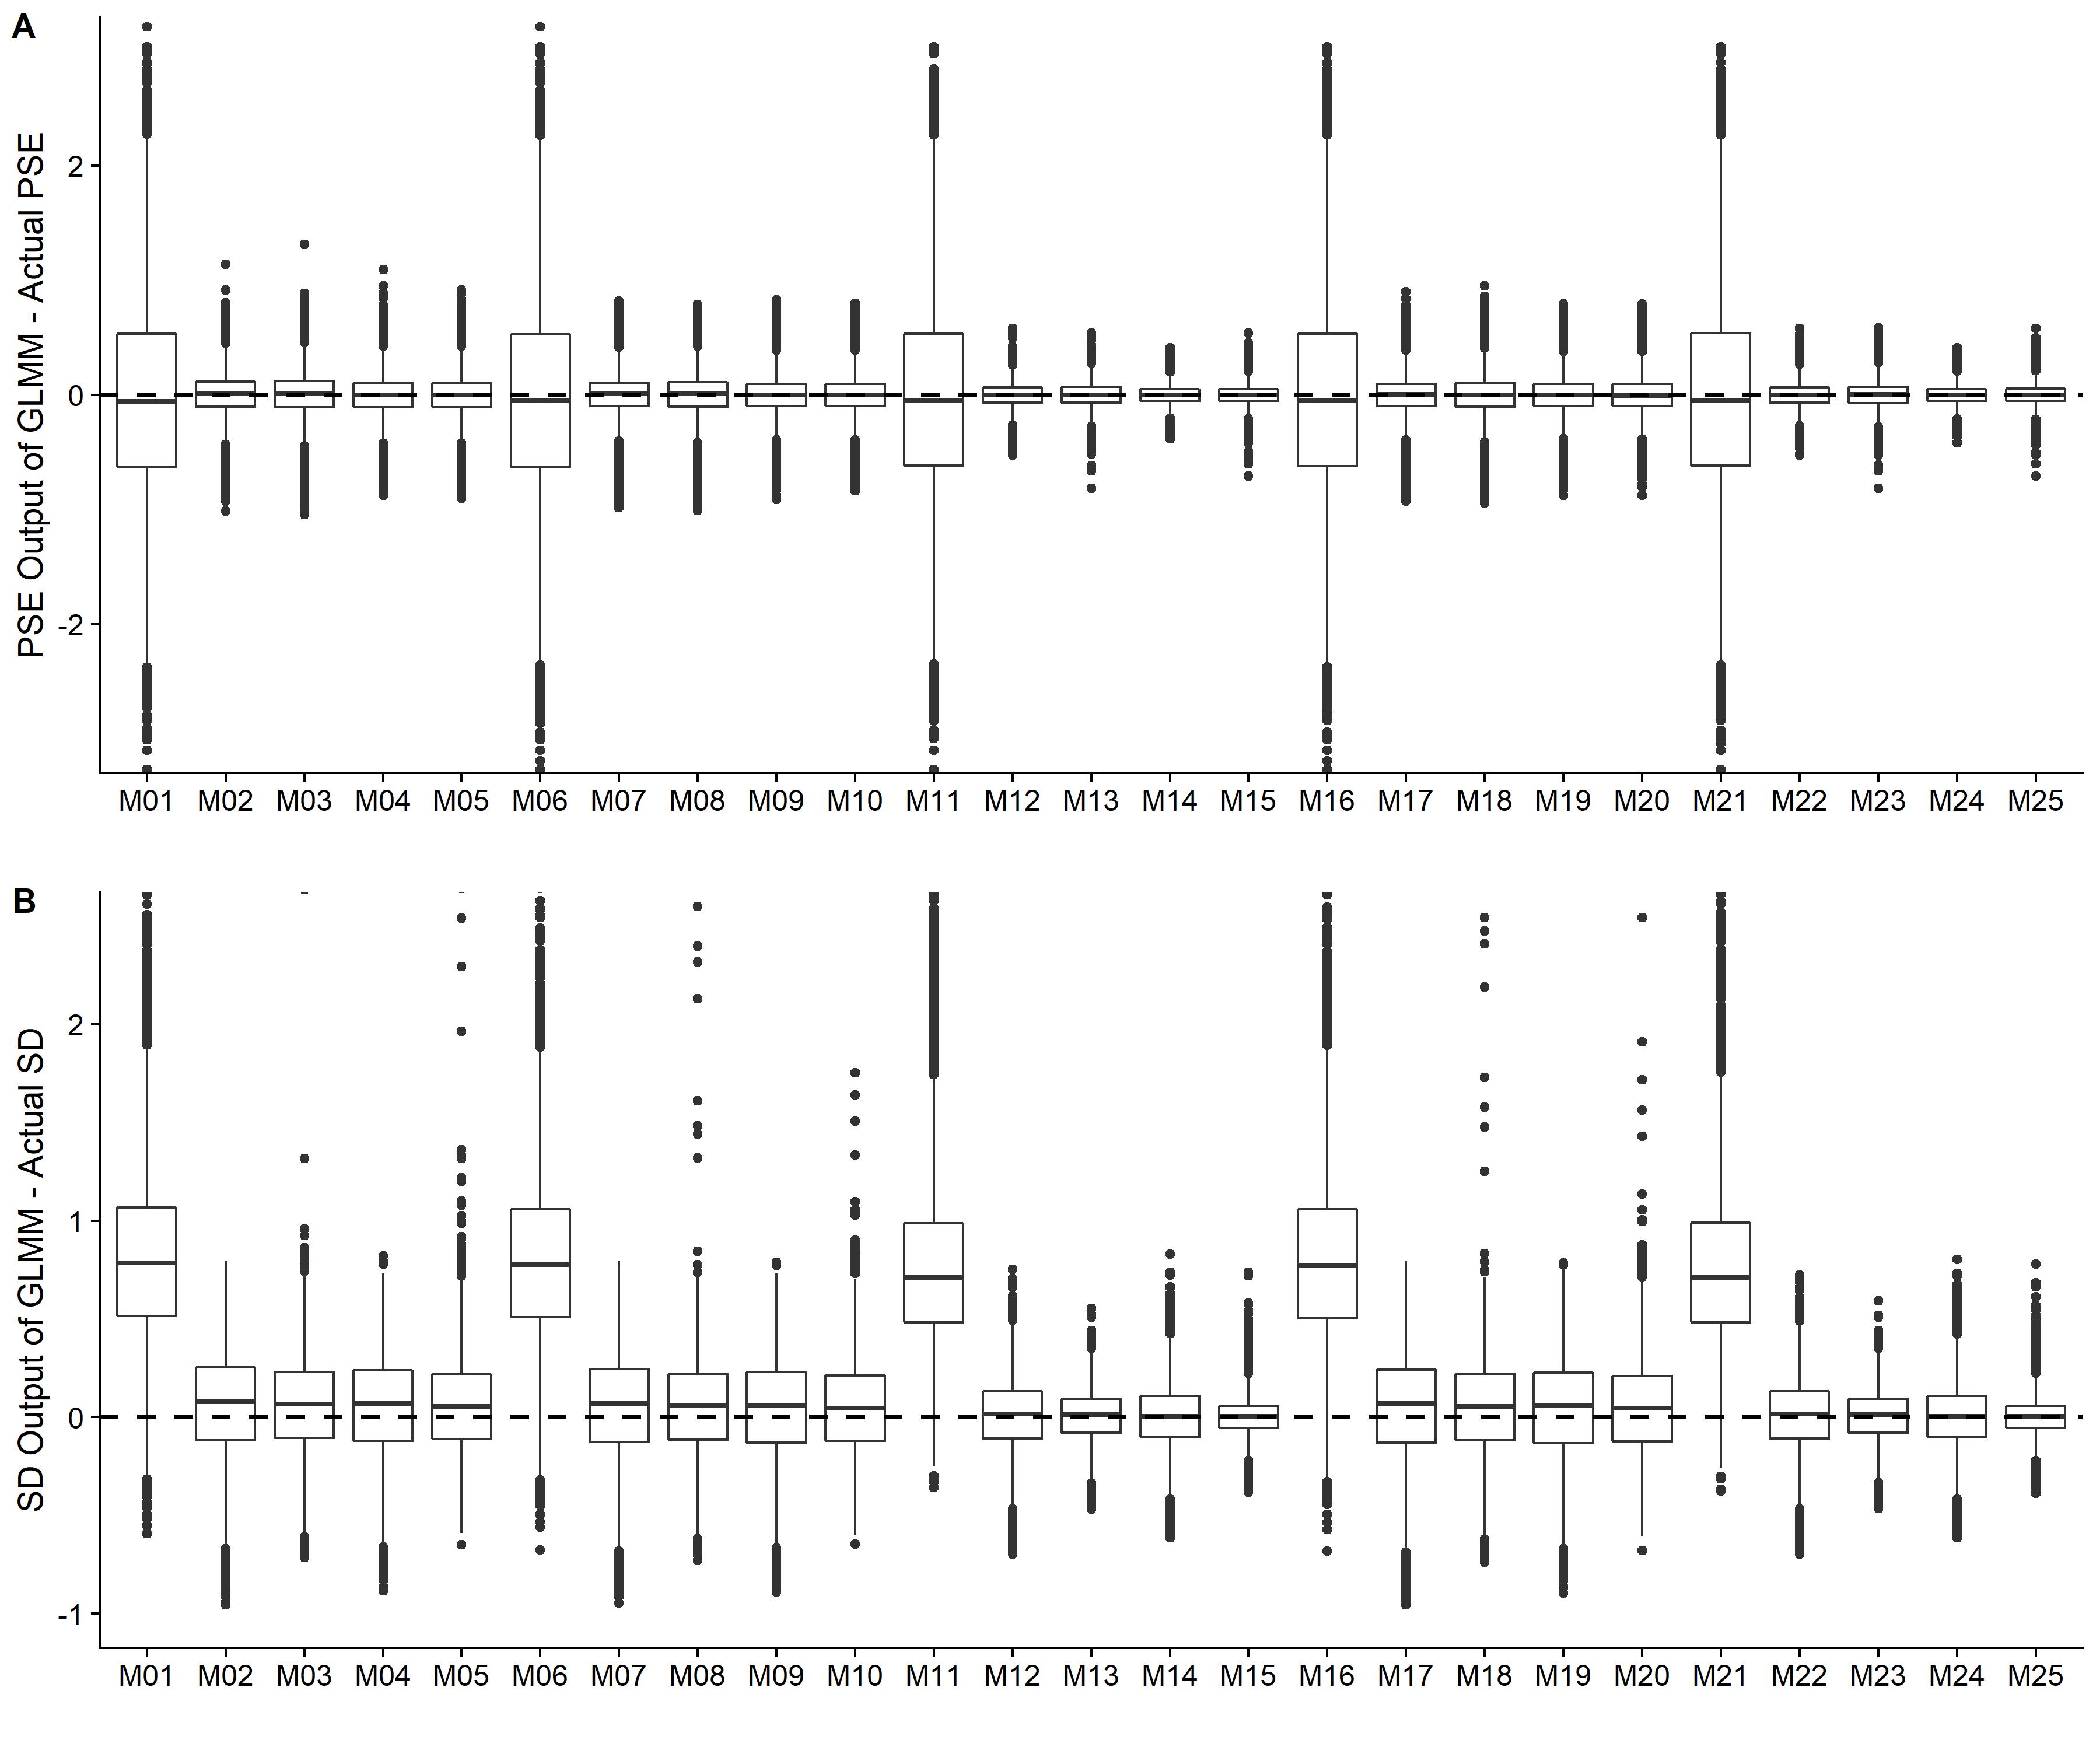 A
PSE Output of GLMM - Actual PSE
2
0
-2
M01 M02 M03 M04 M05 M06 M07 M08 M09 M10 M11 M12 M13 M14 M15 M16 M17 M18 M19 M20 M21 M22 M23 M24 M25
B
SD Output of GLMM - Actual SD
2
1
0
-1
M01 M02 M03 M04 M05 M06 M07 M08 M09 M10 M11 M12 M13 M14 M15 M16 M17 M18 M19 M20 M21 M22 M23 M24 M25